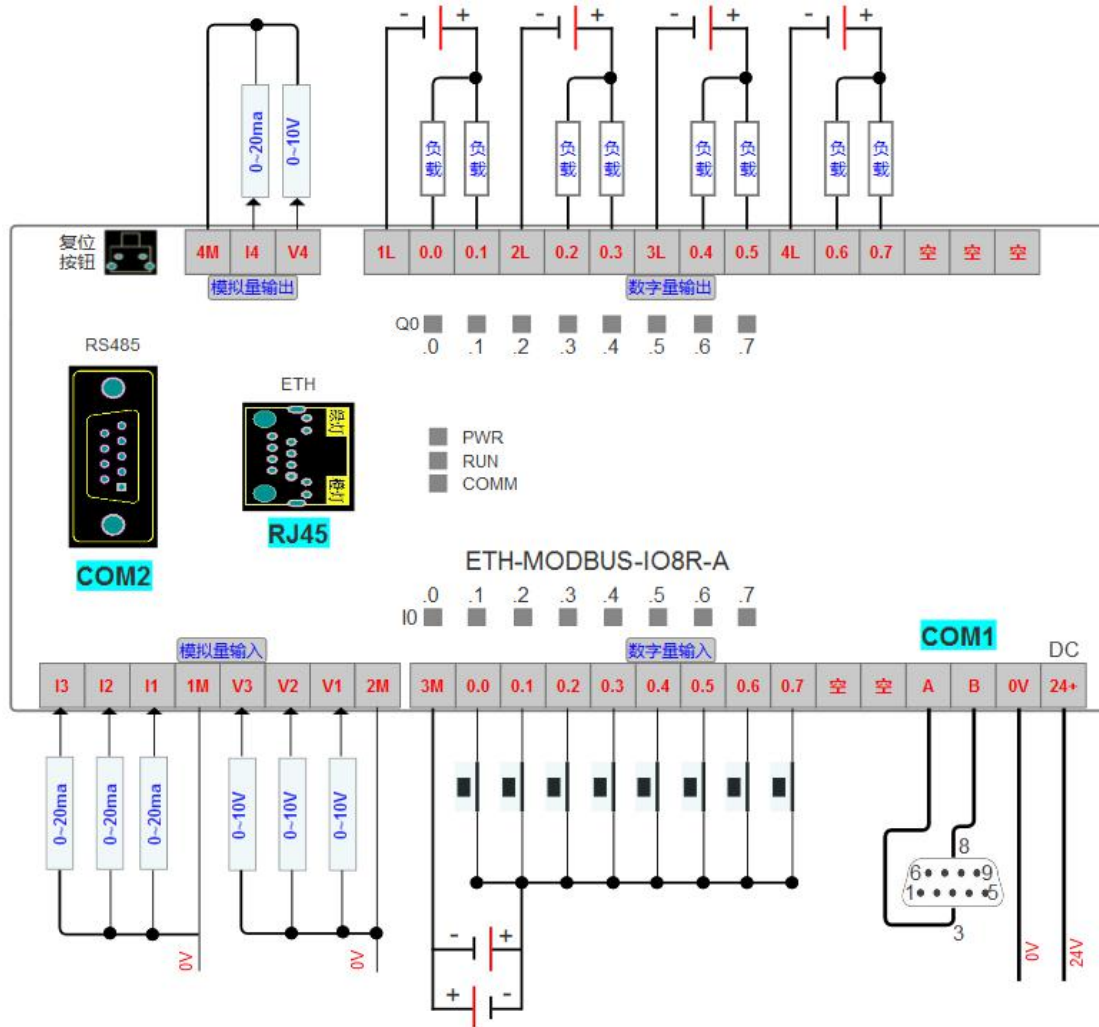 - + - + - + - +
0~20ma 0~10V
负载 负载 负载 负载 负载 负载 负载 负载
复位
按钮
4M I4 V4
1L 0.0 0.1 2L 0.2 0.3 3L 0.4 0.5 4L 0.6 0.7 空 空 空
模拟量输出
数字量输出
Q0
.0 .1 .2 .3 .4 .5 .6 .7
RS485
ETH
绿灯
橙灯
PWR
RUN
COMM
RJ45
COM2
ETH-MODBUS-IO8R-A
.0 .1 .2 .3 .4 .5 .6 .7
I0
COM1
DC
模拟量输入
数字量输入
I3 I2 I1 1M V3 V2 V1 2M
3M 0.0 0.1 0.2 0.3 0.4 0.5 0.6 0.7 空 空 A B 0V 24+
0~20ma 0~20ma 0~20ma 0~10V 0~10V 0~10V
8
6 9
1 5
3
0V 0V 0V 24V
- +
+ -